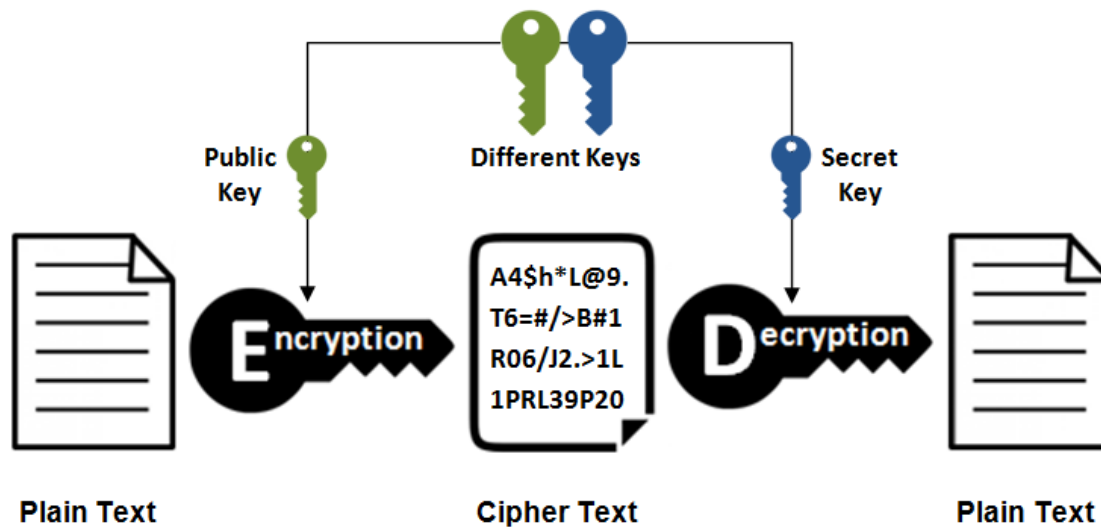 Public
Key
Different Keys
Secret
Key
Encryption
A4$h*L@9.
T6=#/>B#1
R06/J2.>1L
1PRL39P20
Decryption
Plain Text
Cipher Text
Plain Text